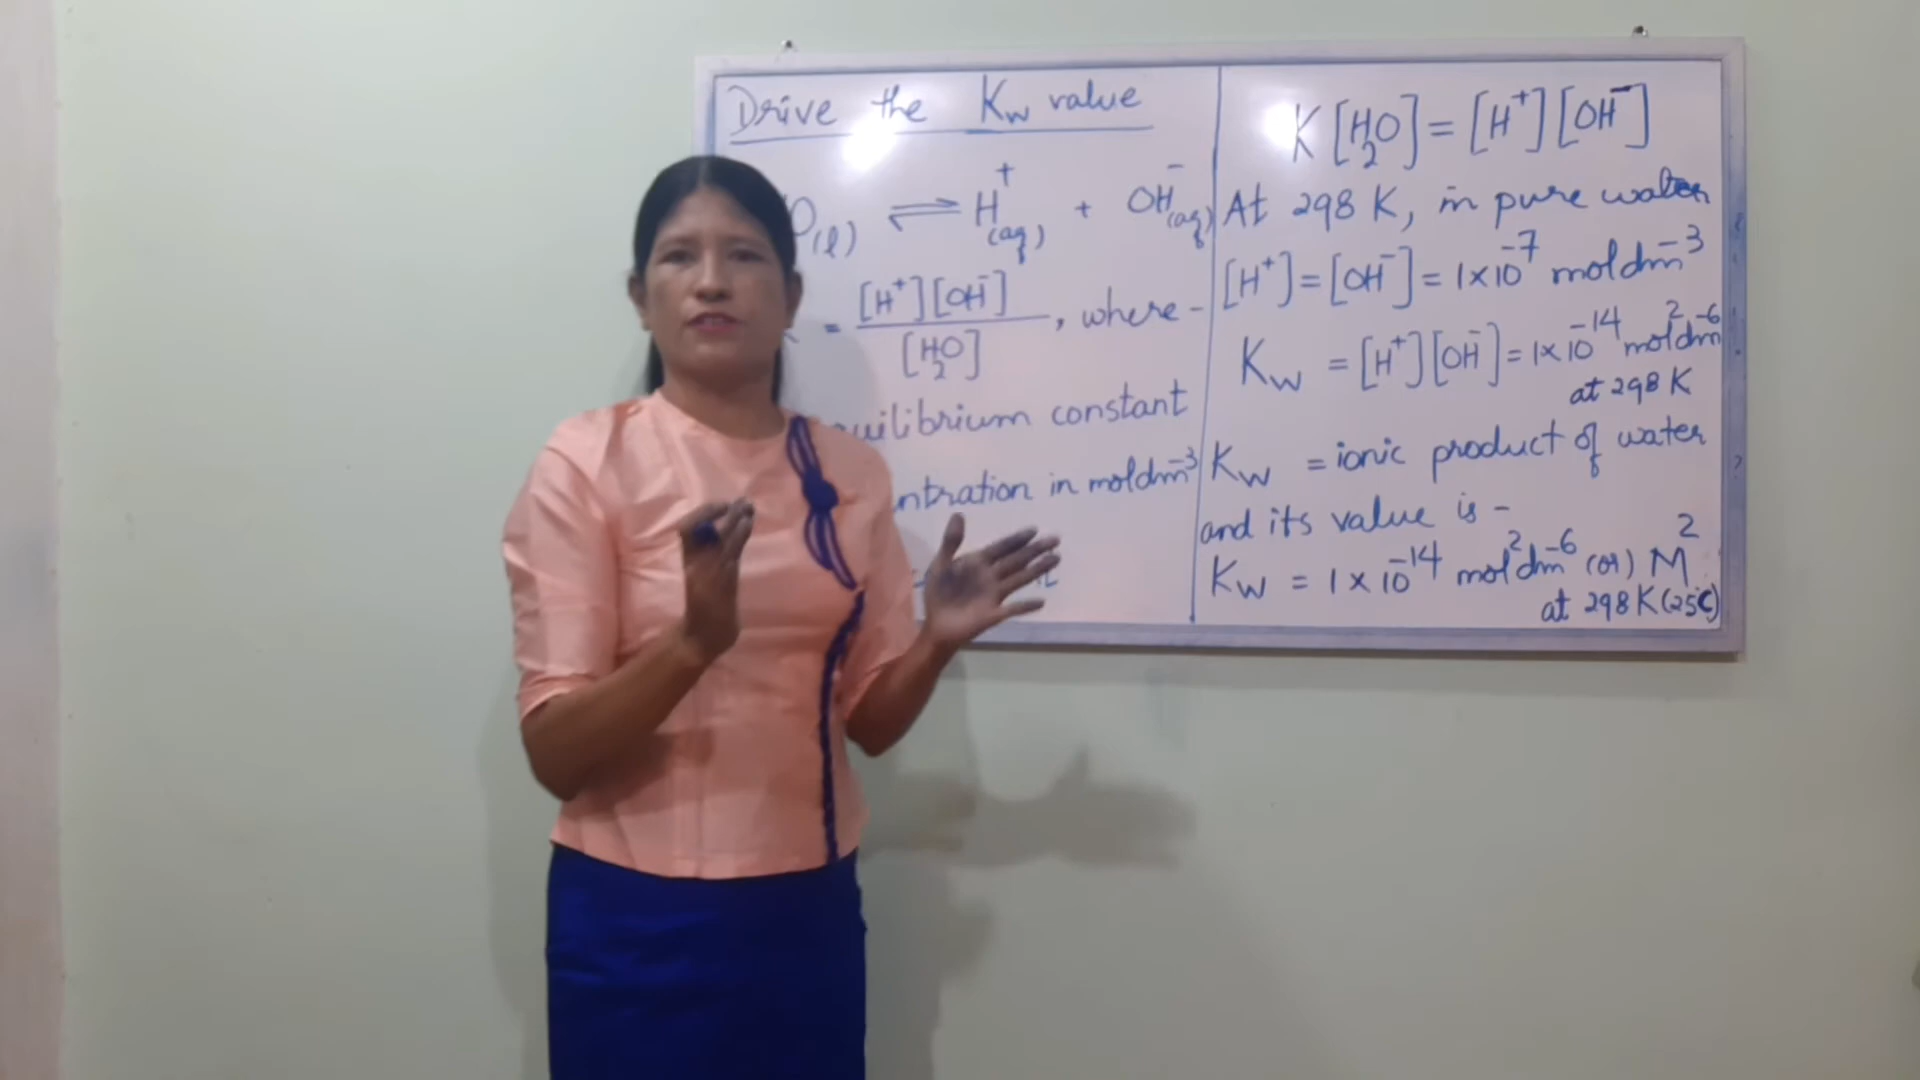 Drive the Kw value
O(l) ⇌ H⁺(aq) + OH⁻(aq)
= [H⁺][OH⁻] / [H₂O], where -
uilibrium constant
ntration in moldm⁻³
K[H₂O] = [H⁺][OH⁻]
At 298 K, in pure water
[H⁺] = [OH⁻] = 1×10⁻⁷ moldm⁻³
Kw = [H⁺][OH⁻] = 1×10⁻¹⁴ mol²dm⁻⁶
at 298 K
Kw = ionic product of water
and its value is -
Kw = 1 × 10⁻¹⁴ mol²dm⁻⁶ (or) M²
at 298 K (25°C)